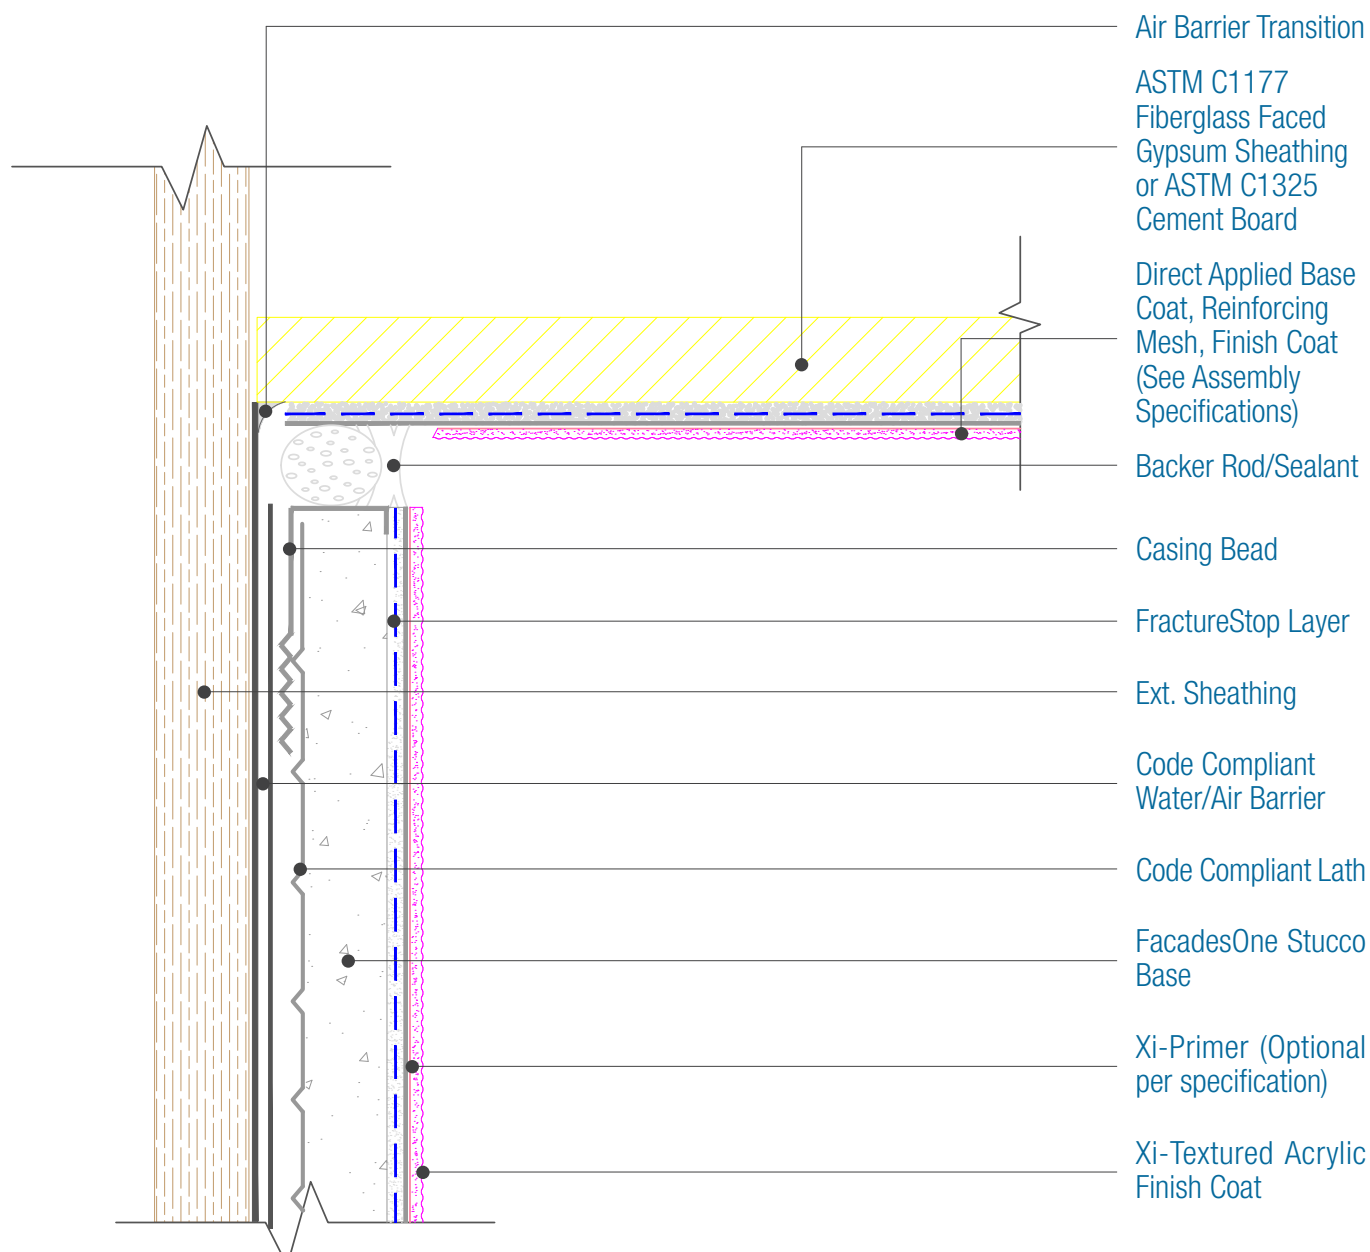 Air Barrier Transition
ASTM C1177
Fiberglass Faced
Gypsum Sheathing
or ASTM C1325
Cement Board
Direct Applied Base
Coat, Reinforcing
Mesh, Finish Coat
(See Assembly
Specifications)
Backer Rod/Sealant
Casing Bead
FractureStop Layer
Ext. Sheathing
Code Compliant
Water/Air Barrier
Code Compliant Lath
FacadesOne Stucco
Base
Xi-Primer (Optional
per specification)
Xi-Textured Acrylic
Finish Coat